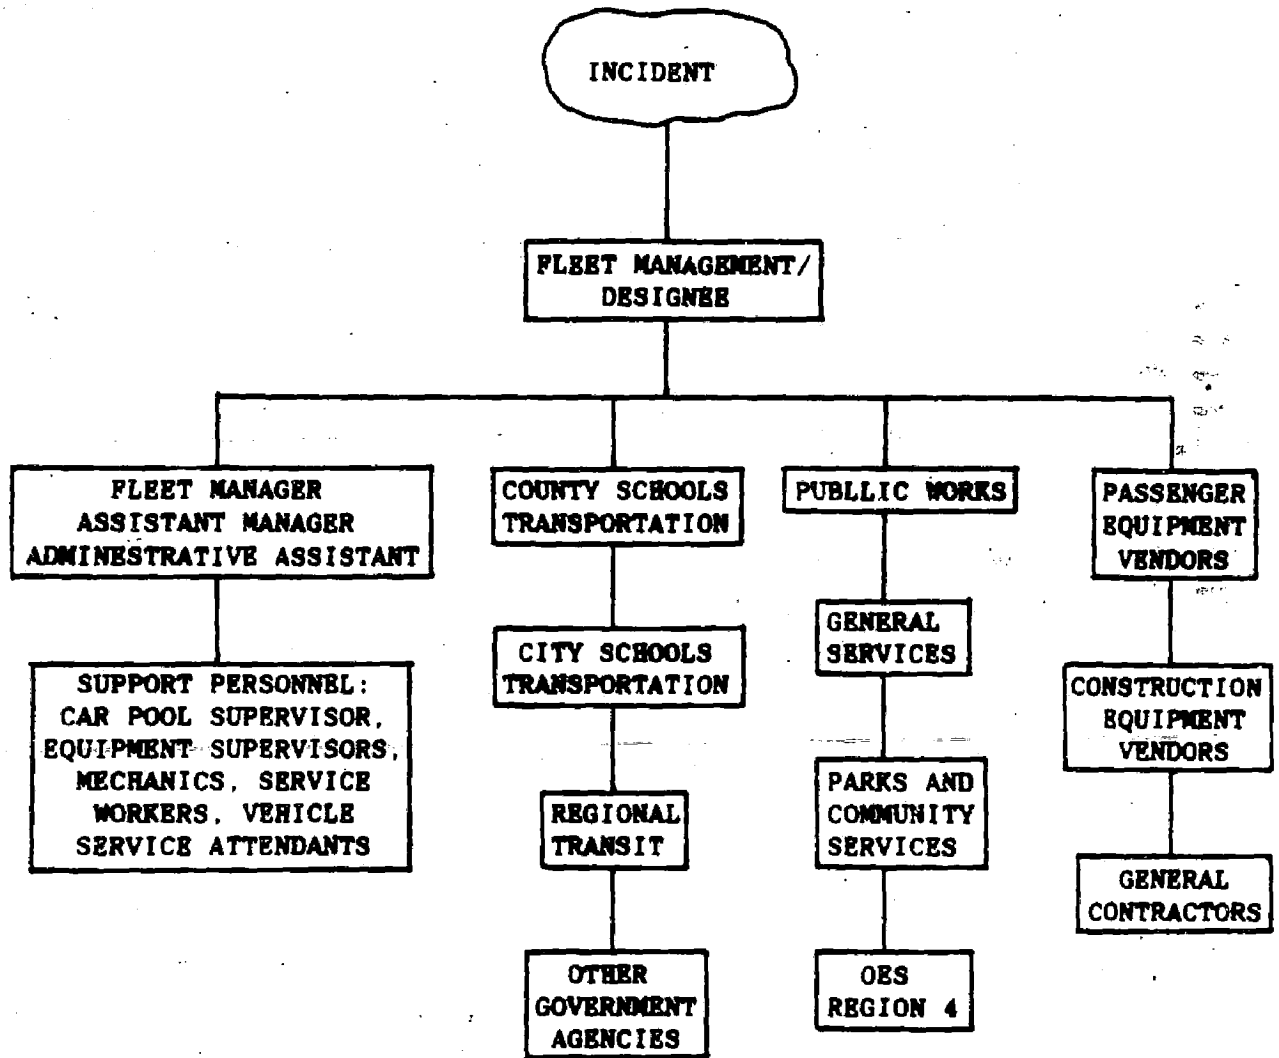 INCIDENT
FLEET MANAGEMENT/
DESIGNEE
FLEET MANAGER
ASSISTANT MANAGER
ADMINESTRATIVE ASSISTANT
SUPPORT PERSONNEL:
CAR POOL SUPERVISOR,
EQUIPMENT SUPERVISORS,
MECHANICS, SERVICE
WORKERS, VEHICLE
SERVICE ATTENDANTS
COUNTY SCHOOLS
TRANSPORTATION
CITY SCHOOLS
TRANSPORTATION
REGIONAL
TRANSIT
OTHER
GOVERNMENT
AGENCIES
PUBLLIC WORKS
GENERAL
SERVICES
PARKS AND
COMMUNITY
SERVICES
OES
REGION 4
PASSENGER
EQUIPMENT
VENDORS
CONSTRUCTION
EQUIPMENT
VENDORS
GENERAL
CONTRACTORS